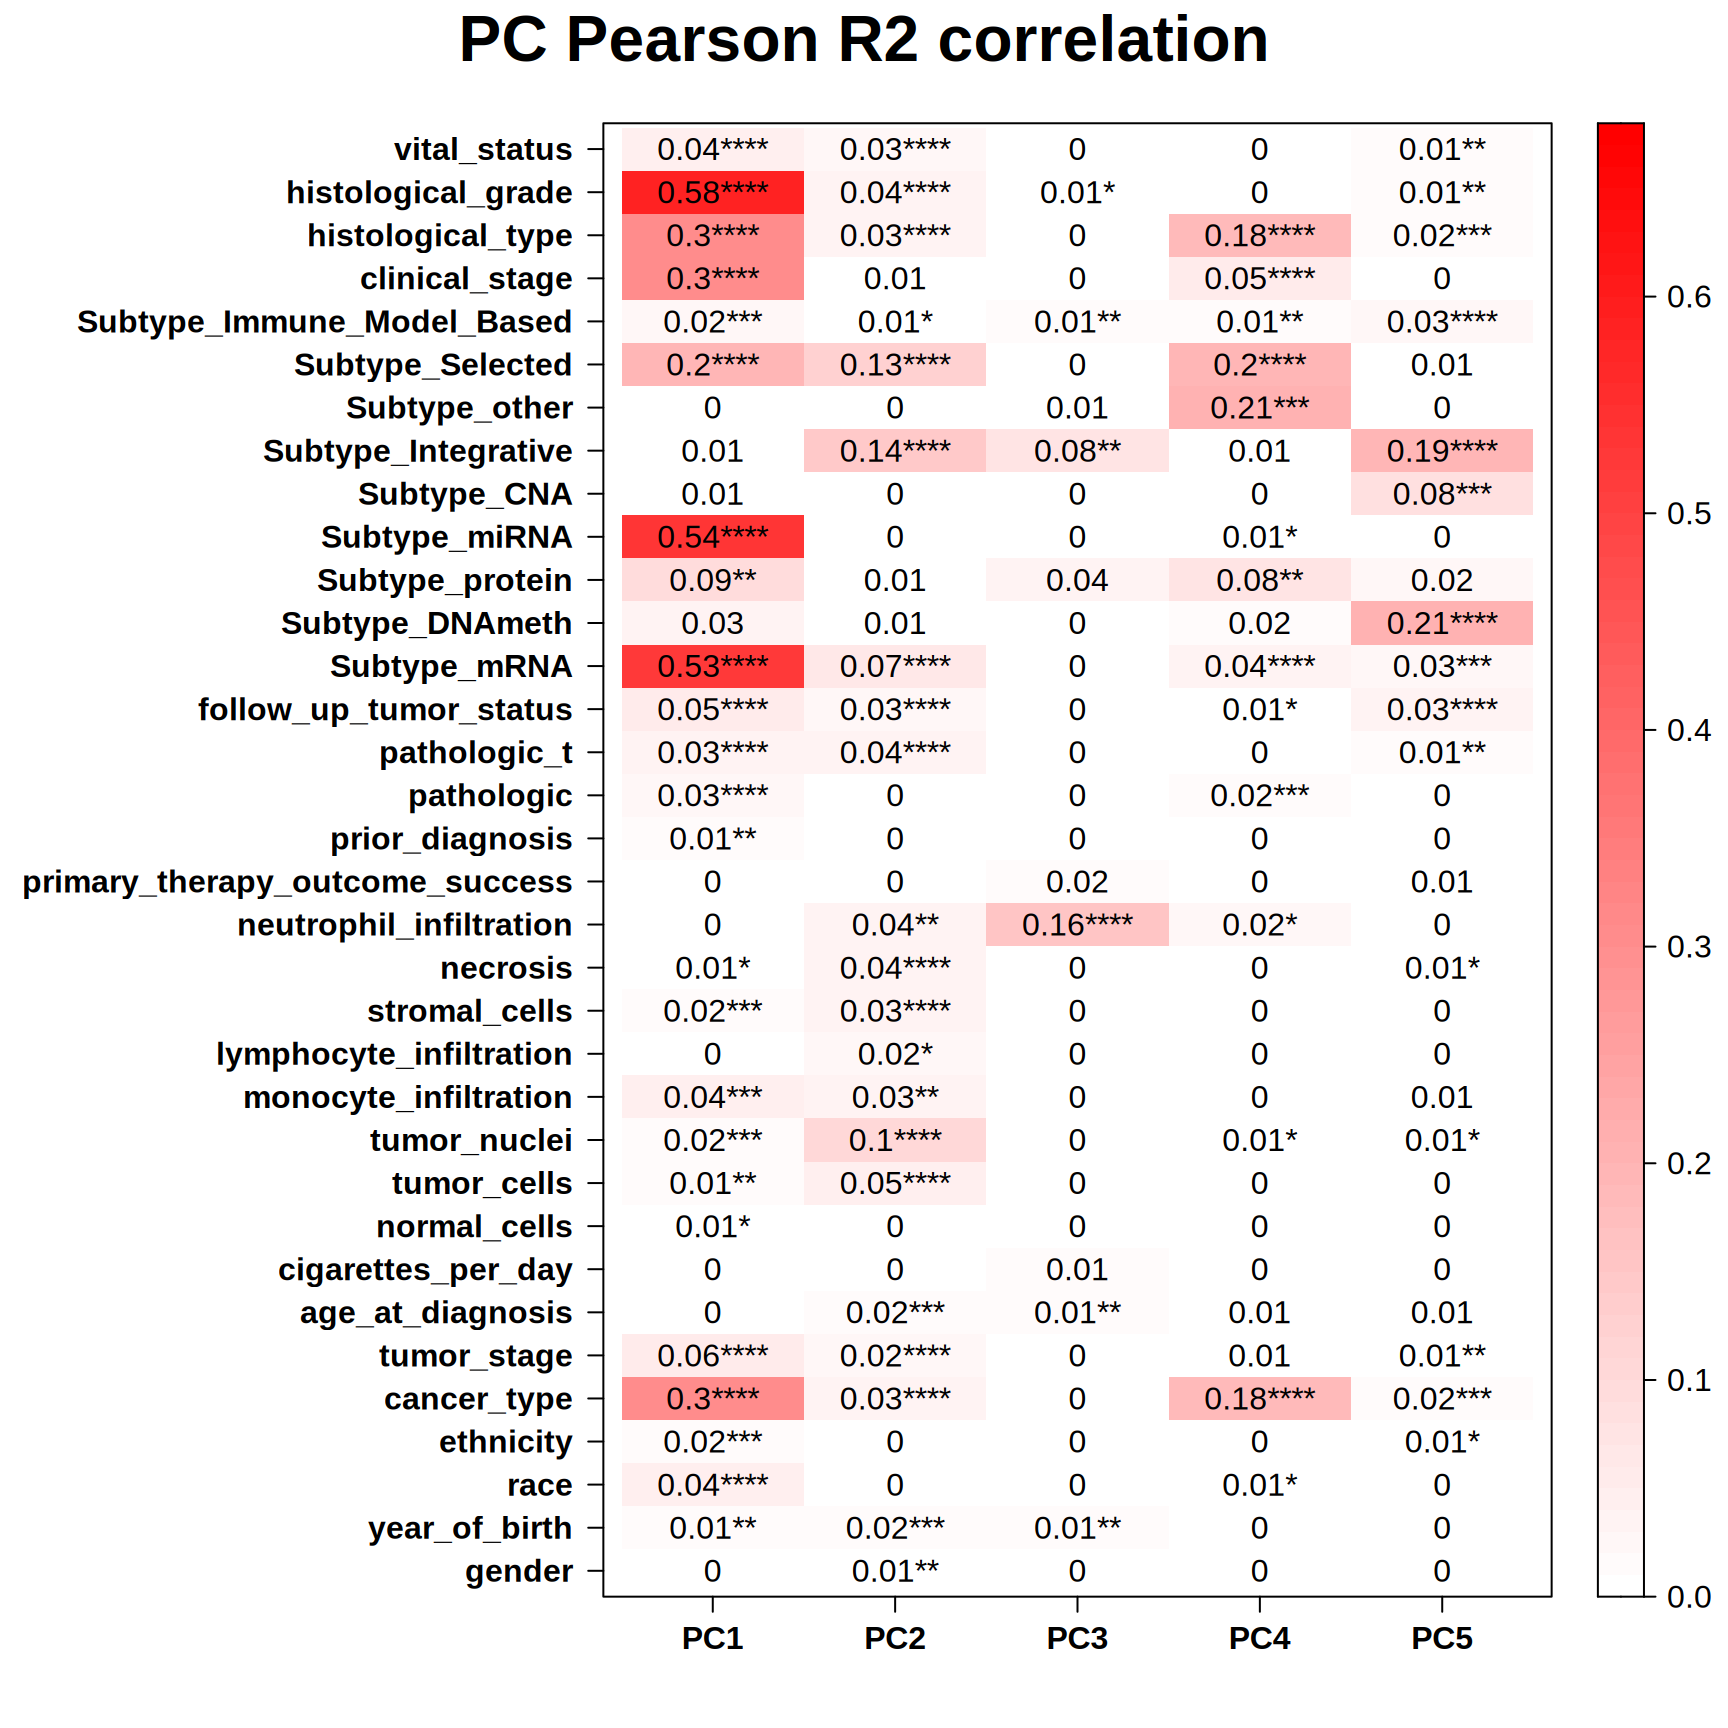 PC Pearson R2 correlation
vital_status 0.04**** 0.03**** 0 0 0.01**
histological_grade 0.58**** 0.04**** 0.01* 0 0.01**
histological_type 0.3**** 0.03**** 0 0.18**** 0.02***
clinical_stage 0.3**** 0.01 0 0.05**** 0
Subtype_Immune_Model_Based 0.02*** 0.01* 0.01** 0.01** 0.03****
Subtype_Selected 0.2**** 0.13**** 0 0.2**** 0.01
Subtype_other 0 0 0.01 0.21*** 0
Subtype_Integrative 0.01 0.14**** 0.08** 0.01 0.19****
Subtype_CNA 0.01 0 0 0 0.08***
Subtype_miRNA 0.54**** 0 0 0.01* 0
Subtype_protein 0.09** 0.01 0.04 0.08** 0.02
Subtype_DNAmeth 0.03 0.01 0 0.02 0.21****
Subtype_mRNA 0.53**** 0.07**** 0 0.04**** 0.03***
follow_up_tumor_status 0.05**** 0.03**** 0 0.01* 0.03****
pathologic_t 0.03**** 0.04**** 0 0 0.01**
pathologic 0.03**** 0 0 0.02*** 0
prior_diagnosis 0.01** 0 0 0 0
primary_therapy_outcome_success 0 0 0.02 0 0.01
neutrophil_infiltration 0 0.04** 0.16**** 0.02* 0
necrosis 0.01* 0.04**** 0 0 0.01*
stromal_cells 0.02*** 0.03**** 0 0 0
lymphocyte_infiltration 0 0.02* 0 0 0
monocyte_infiltration 0.04*** 0.03** 0 0 0.01
tumor_nuclei 0.02*** 0.1**** 0 0.01* 0.01*
tumor_cells 0.01** 0.05**** 0 0 0
normal_cells 0.01* 0 0 0 0
cigarettes_per_day 0 0 0.01 0 0
age_at_diagnosis 0 0.02*** 0.01** 0.01 0.01
tumor_stage 0.06**** 0.02**** 0 0.01 0.01**
cancer_type 0.3**** 0.03**** 0 0.18**** 0.02***
ethnicity 0.02*** 0 0 0 0.01*
race 0.04**** 0 0 0.01* 0
year_of_birth 0.01** 0.02*** 0.01** 0 0
gender 0 0.01** 0 0 0
PC1 PC2 PC3 PC4 PC5
0.6
0.5
0.4
0.3
0.2
0.1
0.0